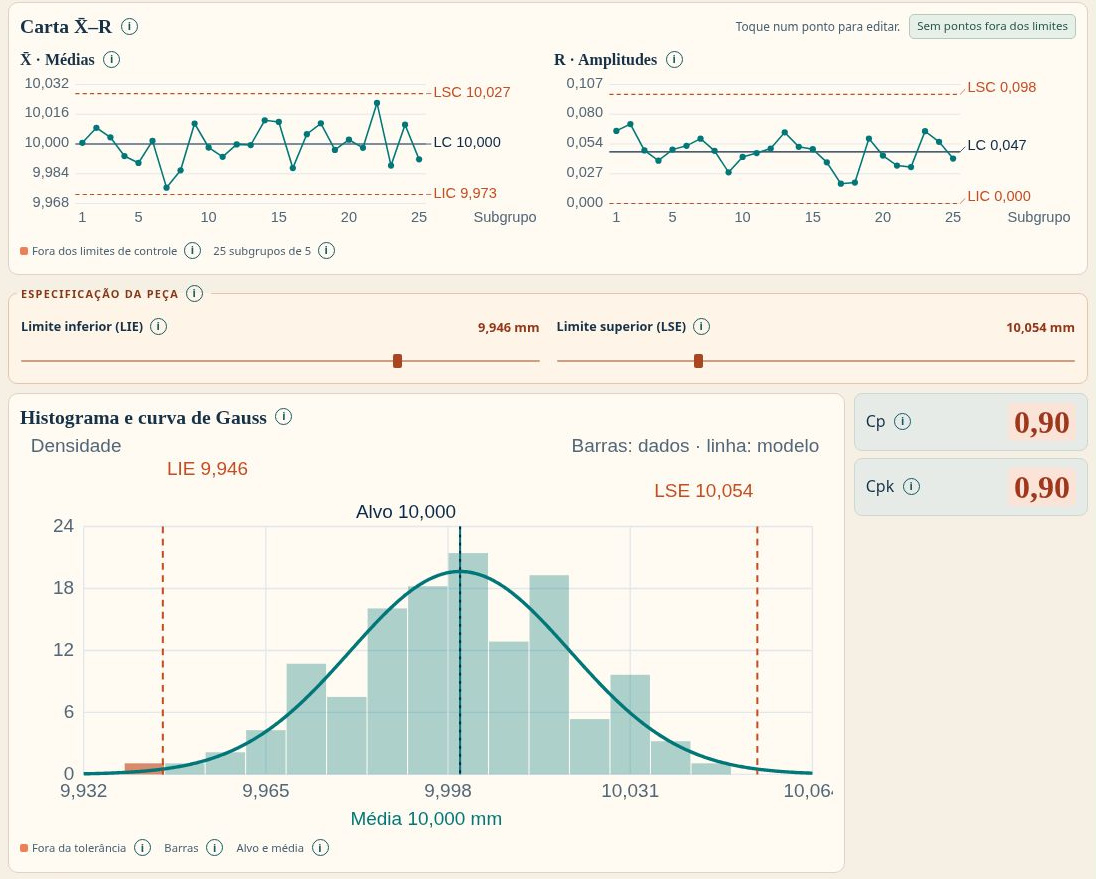 Carta X̄–R i
Toque num ponto para editar. Sem pontos fora dos limites
X̄ · Médias i
10,032
10,016
10,000
9,984
9,968
LSC 10,027
LC 10,000
LIC 9,973
1 5 10 15 20 25 Subgrupo
R · Amplitudes i
0,107
0,080
0,054
0,027
0,000
LSC 0,098
LC 0,047
LIC 0,000
1 5 10 15 20 25 Subgrupo
Fora dos limites de controle i 25 subgrupos de 5 i
ESPECIFICAÇÃO DA PEÇA i
Limite inferior (LIE) i 9,946 mm
Limite superior (LSE) i 10,054 mm
Histograma e curva de Gauss i
Densidade Barras: dados · linha: modelo
LIE 9,946
LSE 10,054
Alvo 10,000
24
18
12
6
0
9,932 9,965 9,998 10,031 10,06
Média 10,000 mm
Fora da tolerância i Barras i Alvo e média i
Cp i 0,90
Cpk i 0,90